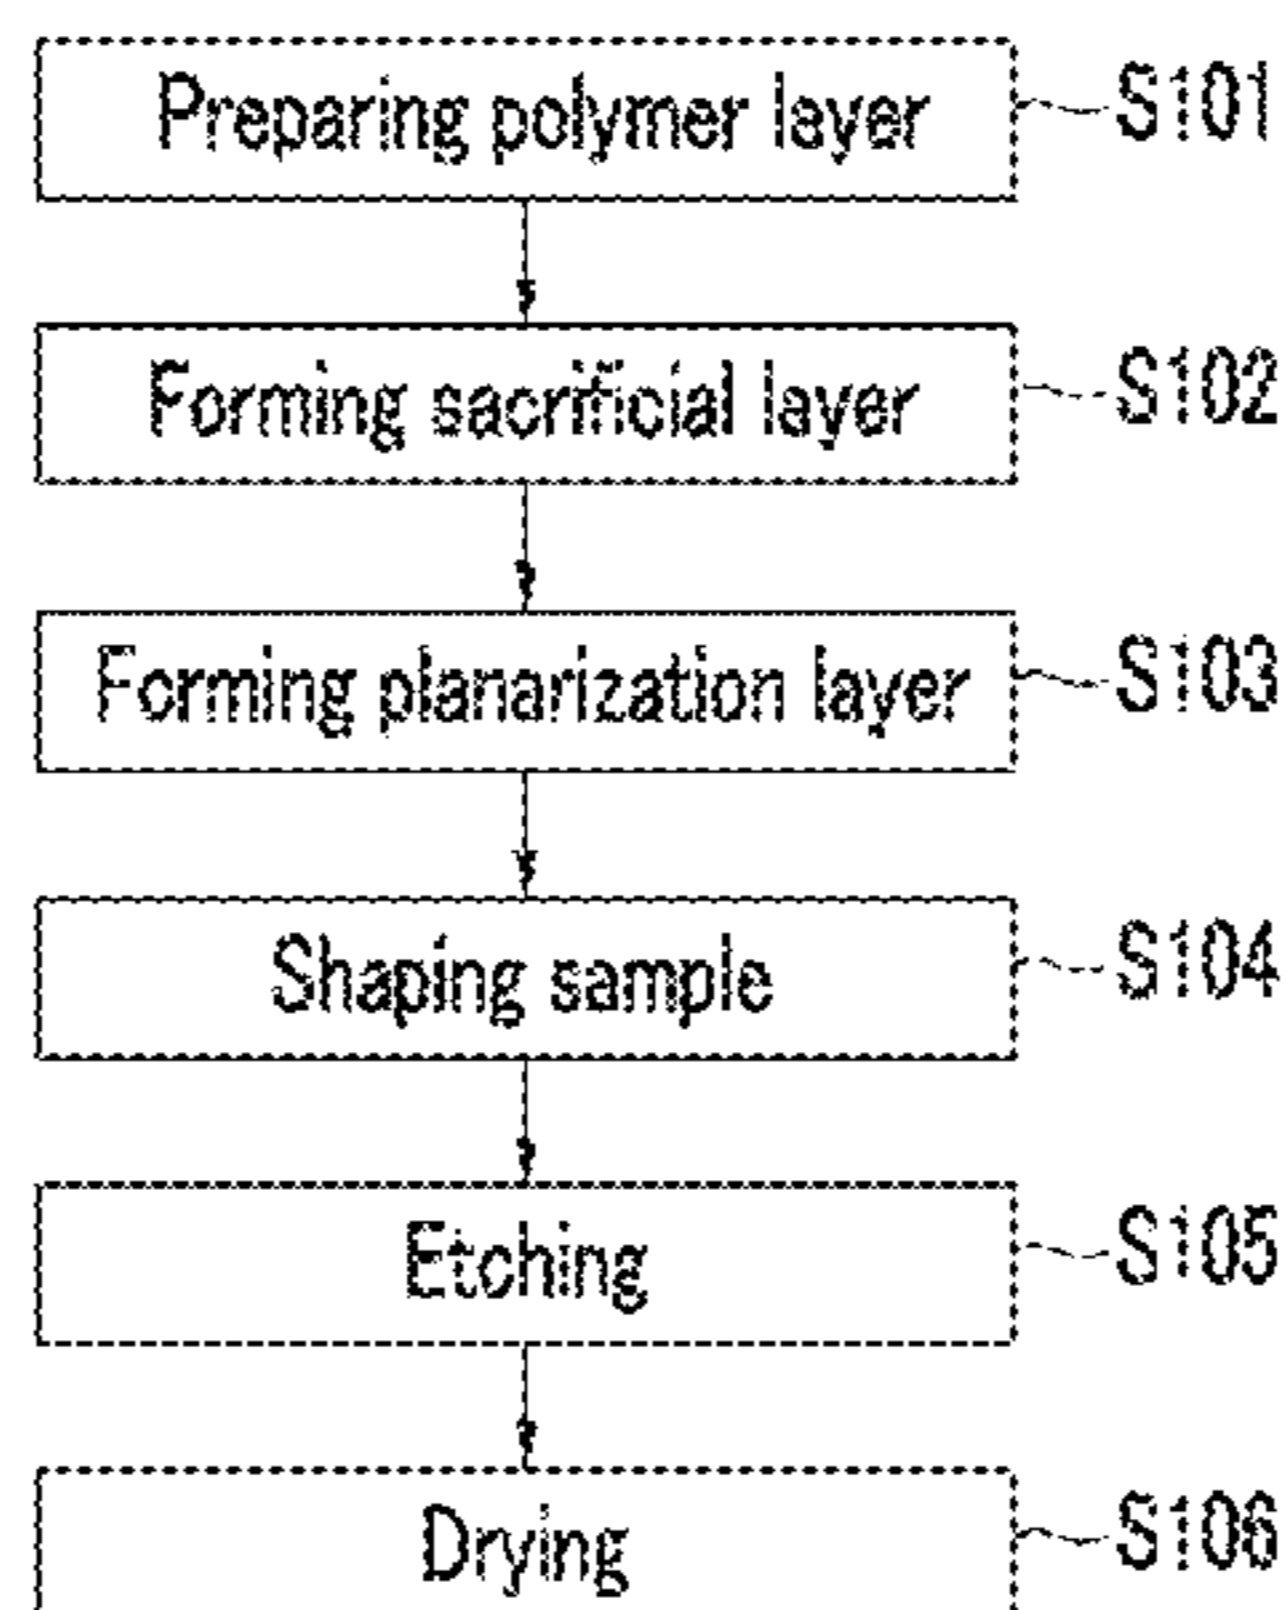 Preparing polymer layer S101
Forming sacrificial layer S102
Forming planarization layer S103
Shaping sample S104
Etching S105
Drying S106